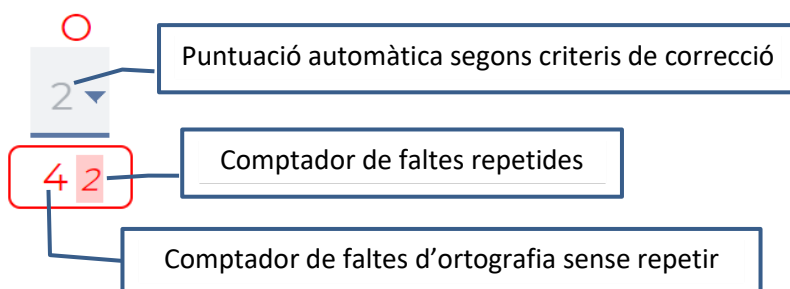 O
Puntuació automàtica segons criteris de correcció
2
4 2
Comptador de faltes repetides
Comptador de faltes d’ortografia sense repetir